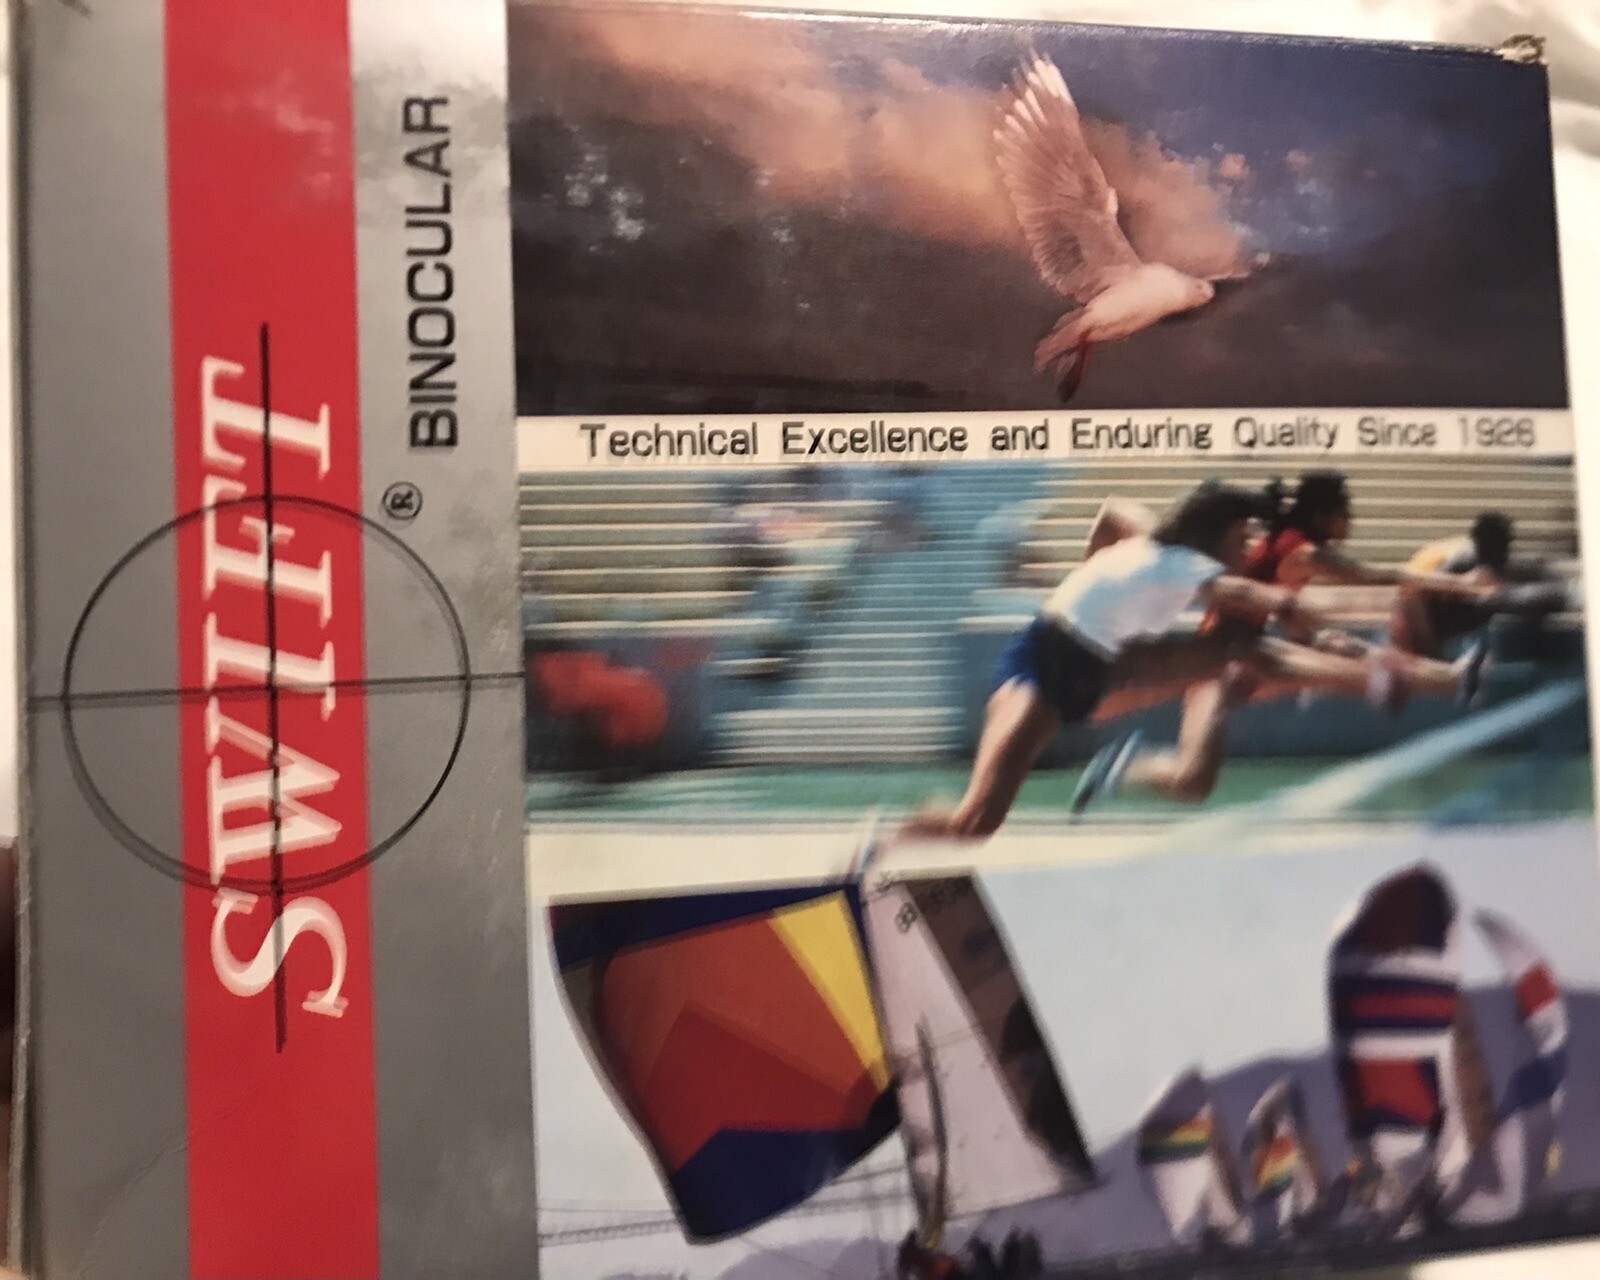 SWIFT
® BINOCULAR
Technical Excellence and Enduring Quality Since 1926